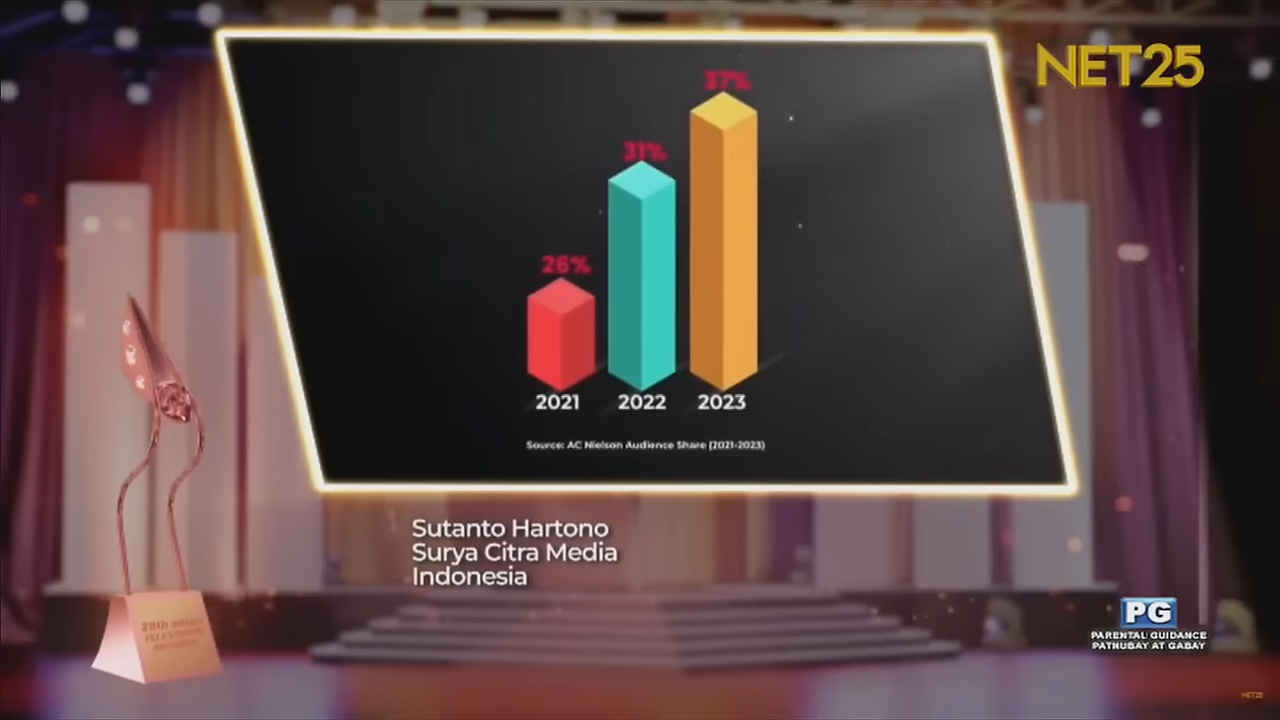 NET25
37%
31%
26%
2021 2022 2023
Source: AC Nielson Audience Share (2021-2023)
Sutanto Hartono
Surya Citra Media
Indonesia
PG
PARENTAL GUIDANCE
PATNUBAY AT GABAY
NET25